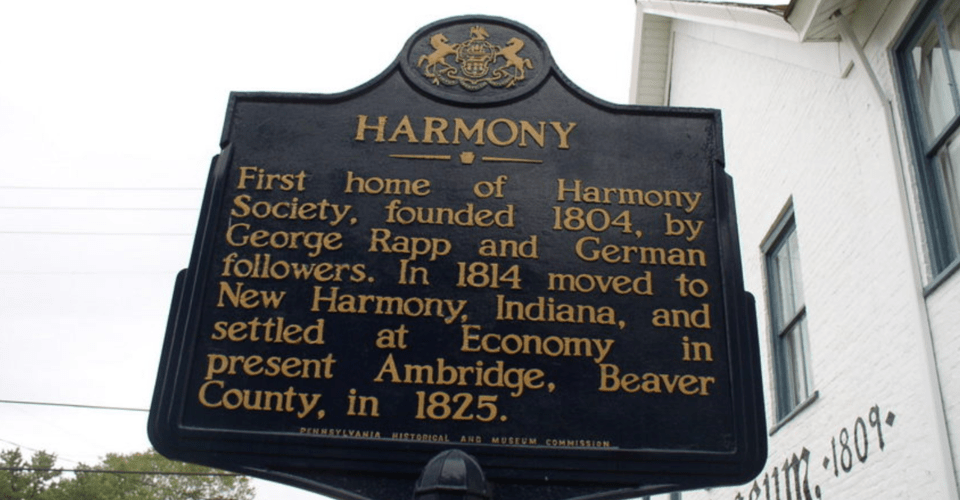 HARMONY
First home of Harmony
Society, founded 1804, by
George Rapp and German
followers. In 1814 moved to
New Harmony, Indiana, and
settled at Economy in
present Ambridge, Beaver
County, in 1825.
PENNSYLVANIA HISTORICAL AND MUSEUM COMMISSION
·1809·